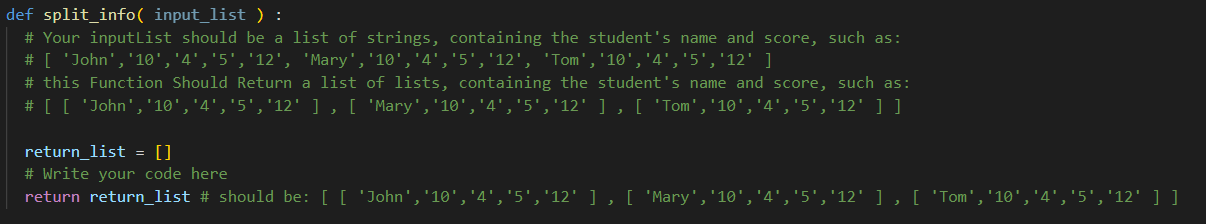 def split_info( input_list ) :
# Your inputList should be a list of strings, containing the student's name and score, such as:
# [ 'John','10','4','5','12', 'Mary','10','4','5','12', 'Tom','10','4','5','12' ]
# this Function Should Return a list of lists, containing the student's name and score, such as:
# [ [ 'John','10','4','5','12' ] , [ 'Mary','10','4','5','12' ] , [ 'Tom','10','4','5','12' ] ]
return_list = []
# Write your code here
return return_list # should be: [ [ 'John','10','4','5','12' ] , [ 'Mary','10','4','5','12' ] , [ 'Tom','10','4','5','12' ] ]